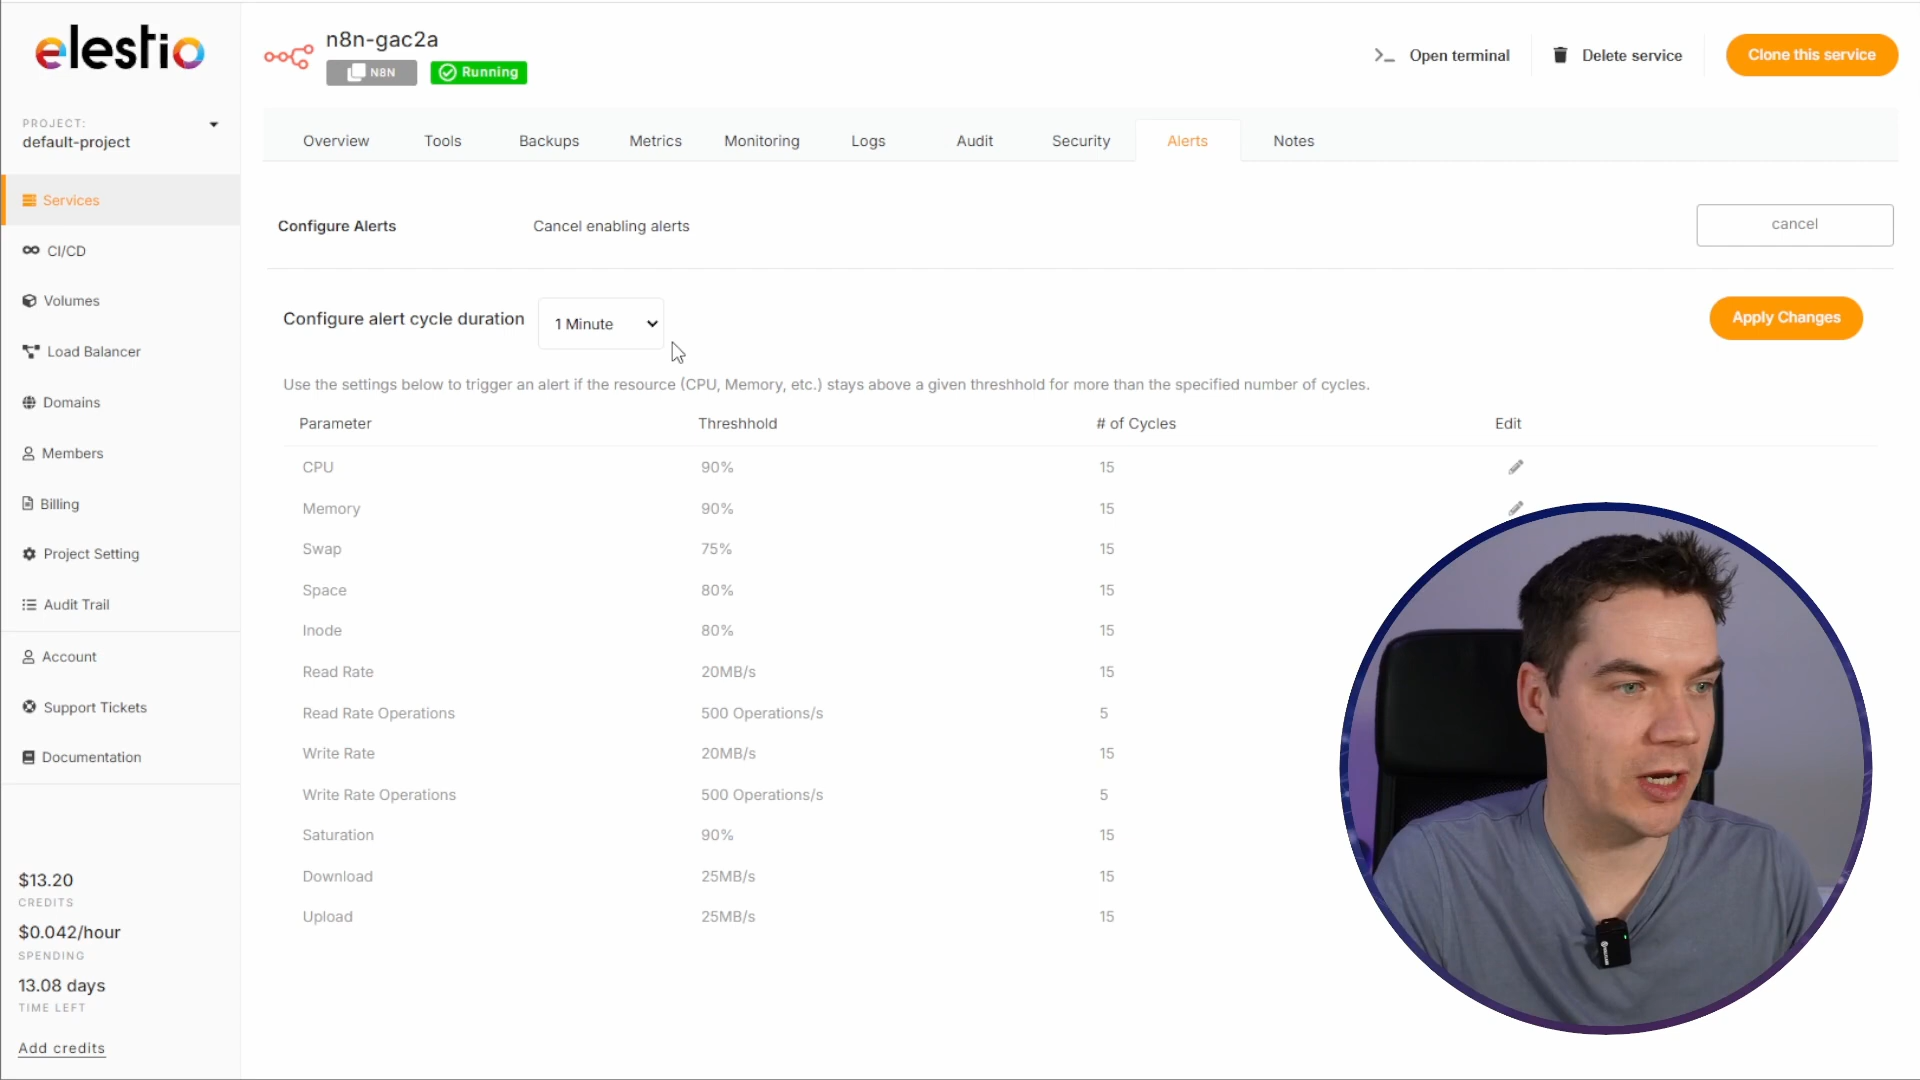 elestio
PROJECT:
default-project
Services
CI/CD
Volumes
Load Balancer
Domains
Members
Billing
Project Setting
Audit Trail
Account
Support Tickets
Documentation
$13.20
CREDITS
$0.042/hour
SPENDING
13.08 days
TIME LEFT
Add credits
n8n-gac2a
N8N
Running
Open terminal
Delete service
Clone this service
Overview
Tools
Backups
Metrics
Monitoring
Logs
Audit
Security
Alerts
Notes
Configure Alerts
Cancel enabling alerts
cancel
Configure alert cycle duration
1 Minute
Apply Changes
Use the settings below to trigger an alert if the resource (CPU, Memory, etc.) stays above a given threshhold for more than the specified number of cycles.
Parameter Threshhold # of Cycles Edit
CPU 90% 15
Memory 90% 15
Swap 75% 15
Space 80% 15
Inode 80% 15
Read Rate 20MB/s 15
Read Rate Operations 500 Operations/s 5
Write Rate 20MB/s 15
Write Rate Operations 500 Operations/s 5
Saturation 90% 15
Download 25MB/s 15
Upload 25MB/s 15